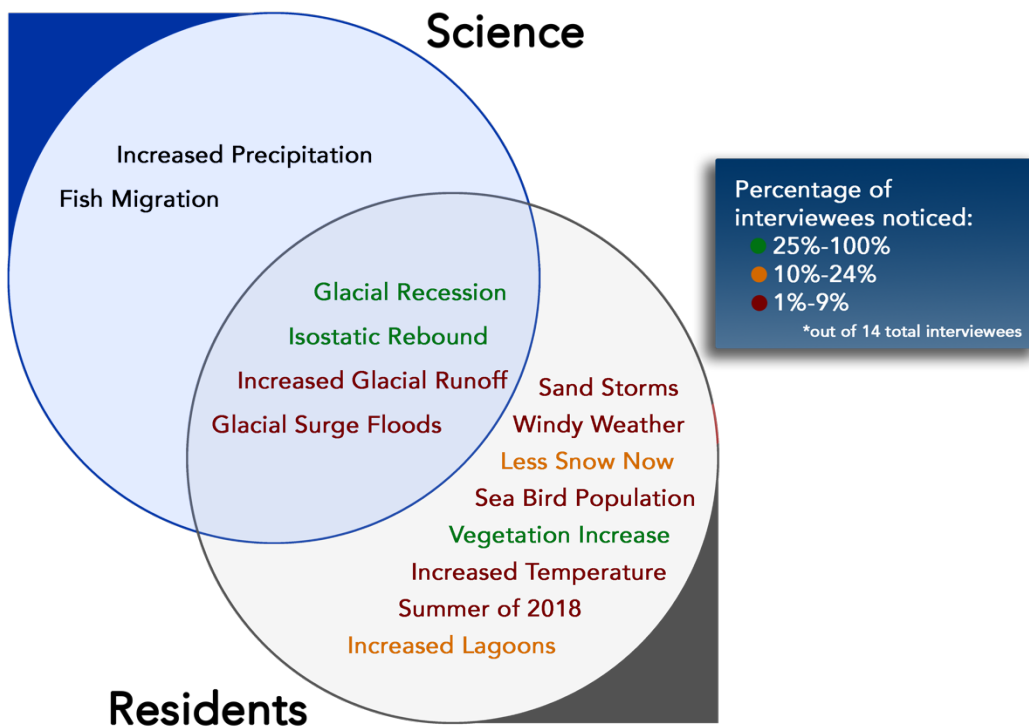 Science
Increased Precipitation
Fish Migration
Percentage of
interviewees noticed:
25%-100%
10%-24%
1%-9%
*out of 14 total interviewees
Glacial Recession
Isostatic Rebound
Increased Glacial Runoff
Glacial Surge Floods
Sand Storms
Windy Weather
Less Snow Now
Sea Bird Population
Vegetation Increase
Increased Temperature
Summer of 2018
Increased Lagoons
Residents